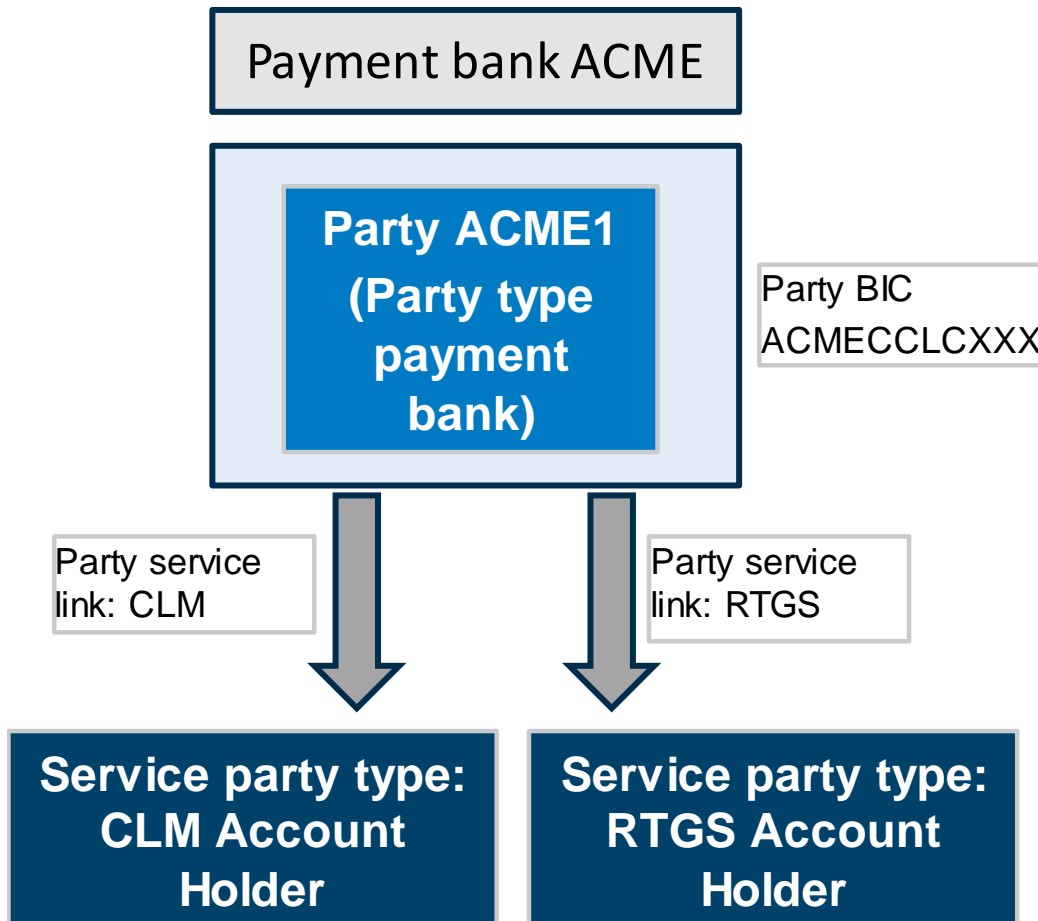 Payment bank ACME
Party ACME1
(Party type
payment
bank)
Party BIC
ACMECCLCXXX
Party service
link: CLM
Party service
link: RTGS
Service party type:
CLM Account
Holder
Service party type:
RTGS Account
Holder